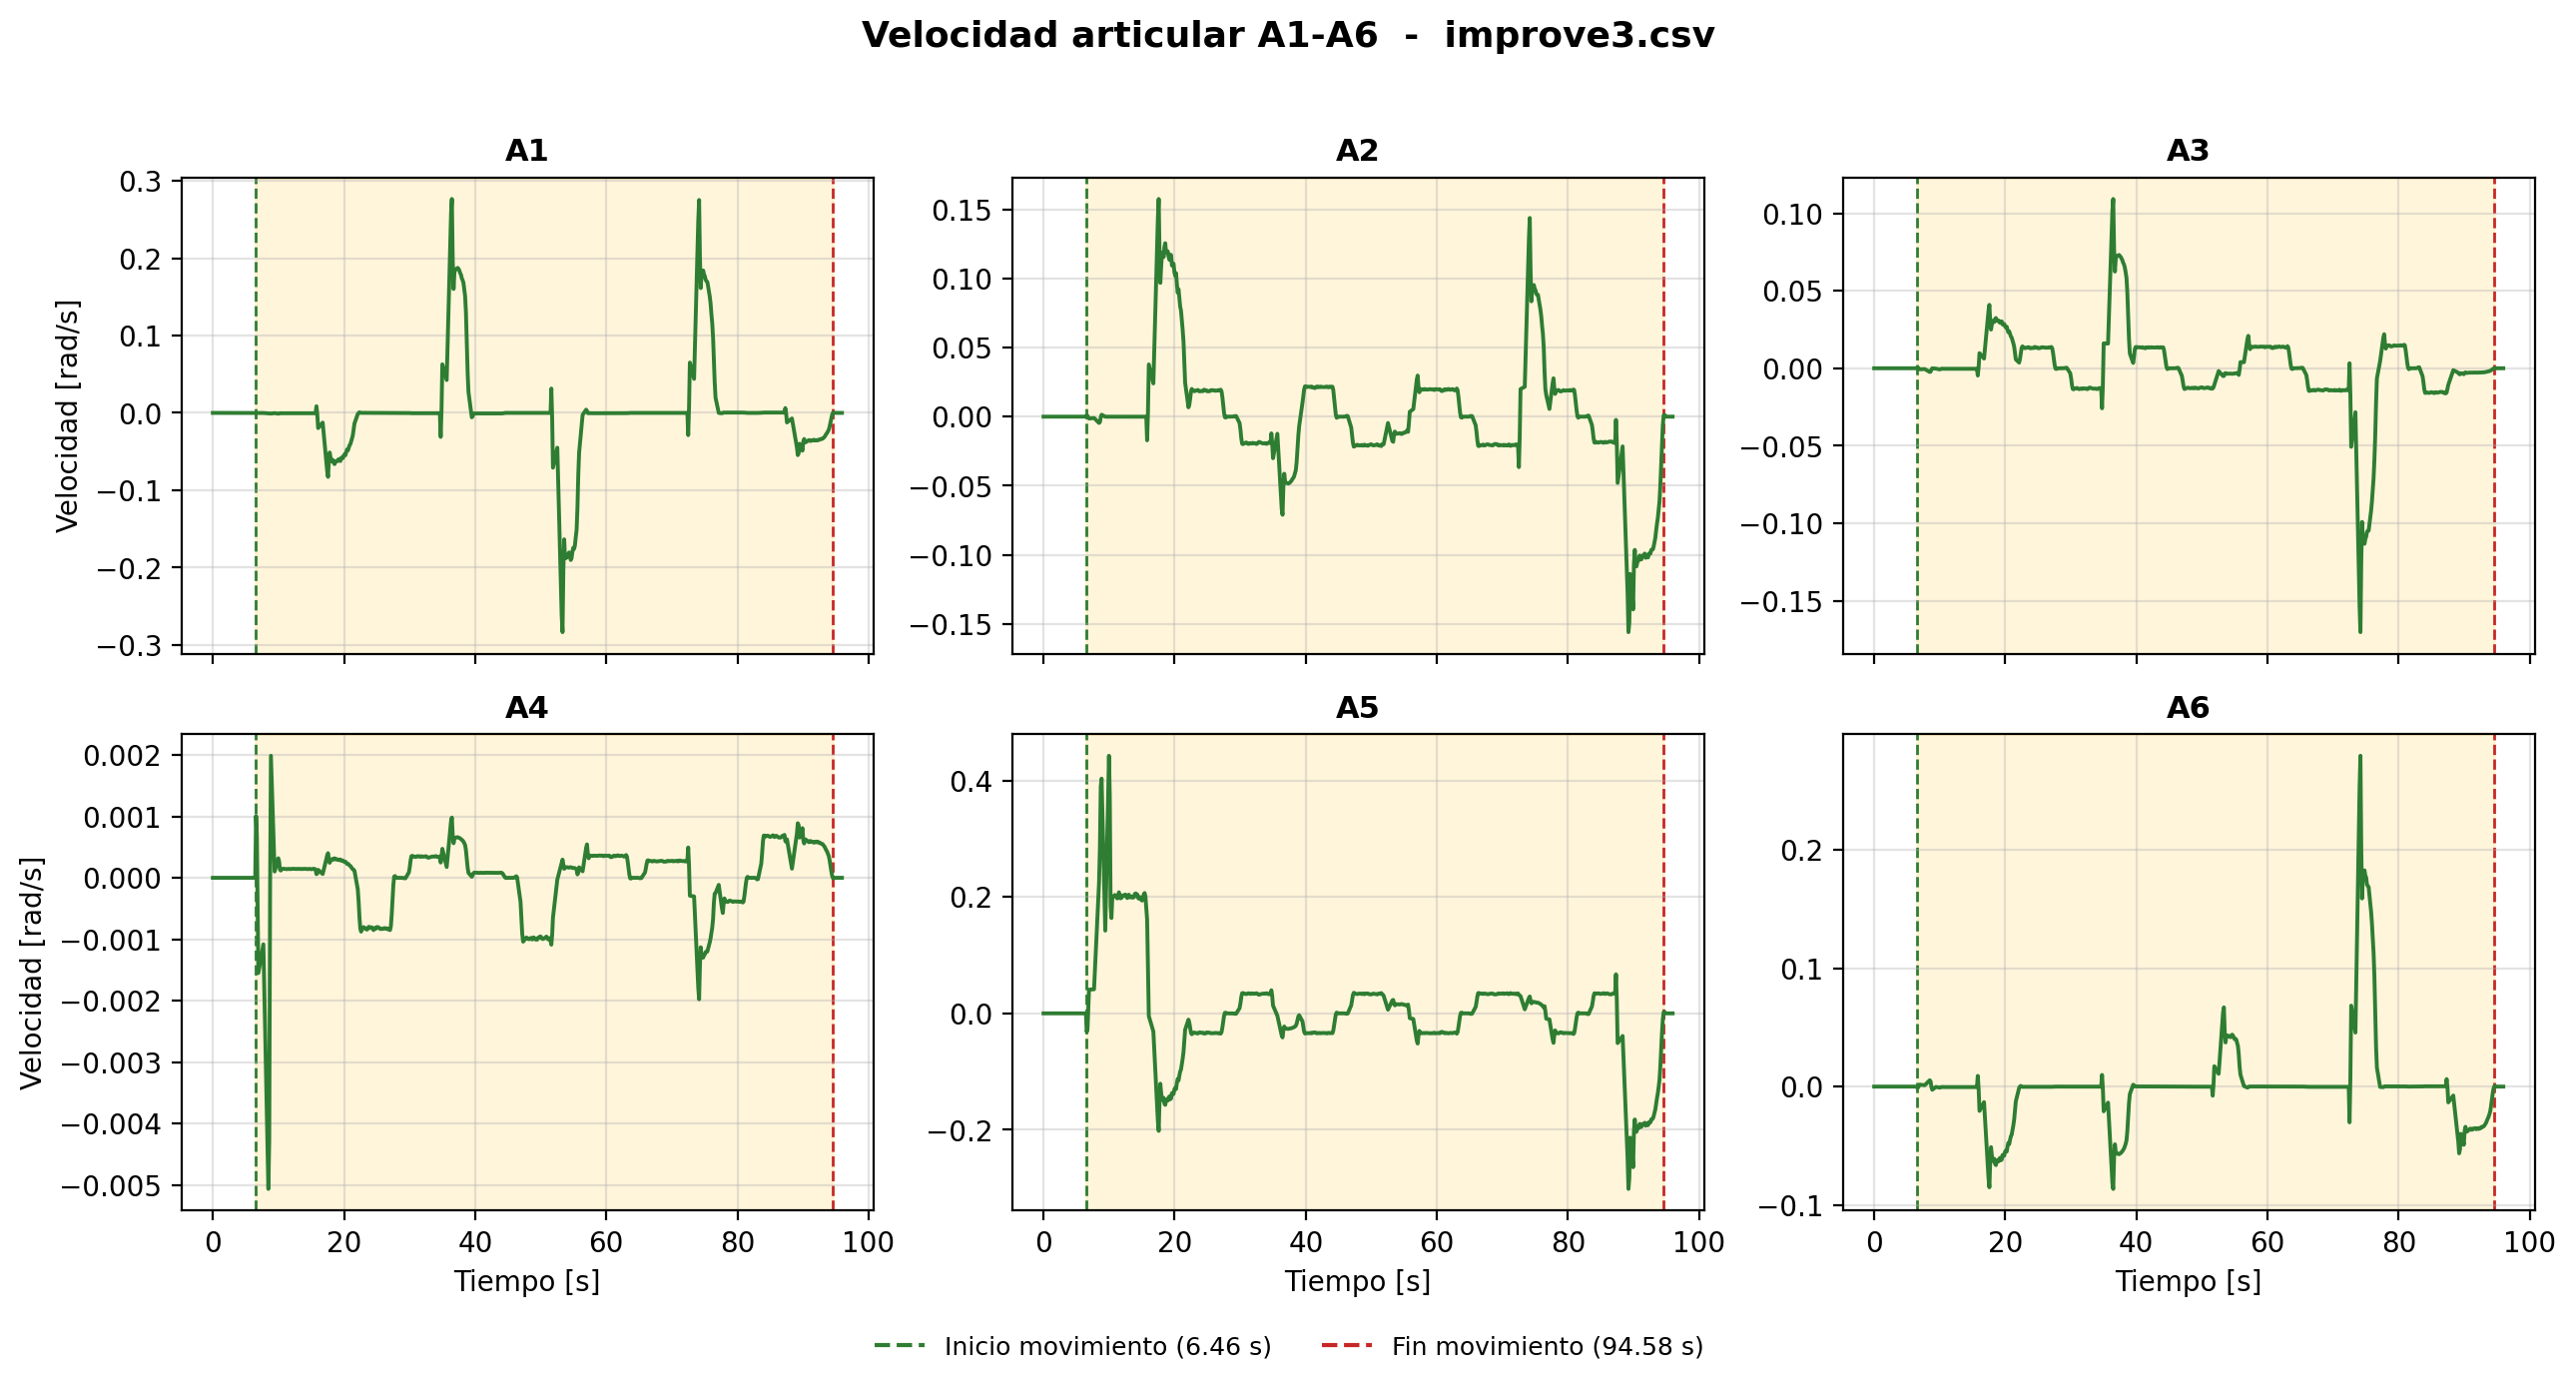 Velocidad articular A1-A6  -  improve3.csv
A1
A2
A3
0.3
0.2
0.1
0.0
−0.1
−0.2
−0.3
Velocidad [rad/s]
0.15
0.10
0.05
0.00
−0.05
−0.10
−0.15
0.10
0.05
0.00
−0.05
−0.10
−0.15
A4
A5
A6
0.002
0.001
0.000
−0.001
−0.002
−0.003
−0.004
−0.005
Velocidad [rad/s]
0.4
0.2
0.0
−0.2
0.2
0.1
0.0
−0.1
0 20 40 60 80 100
0 20 40 60 80 100
0 20 40 60 80 100
Tiempo [s]
Tiempo [s]
Tiempo [s]
Inicio movimiento (6.46 s)
Fin movimiento (94.58 s)